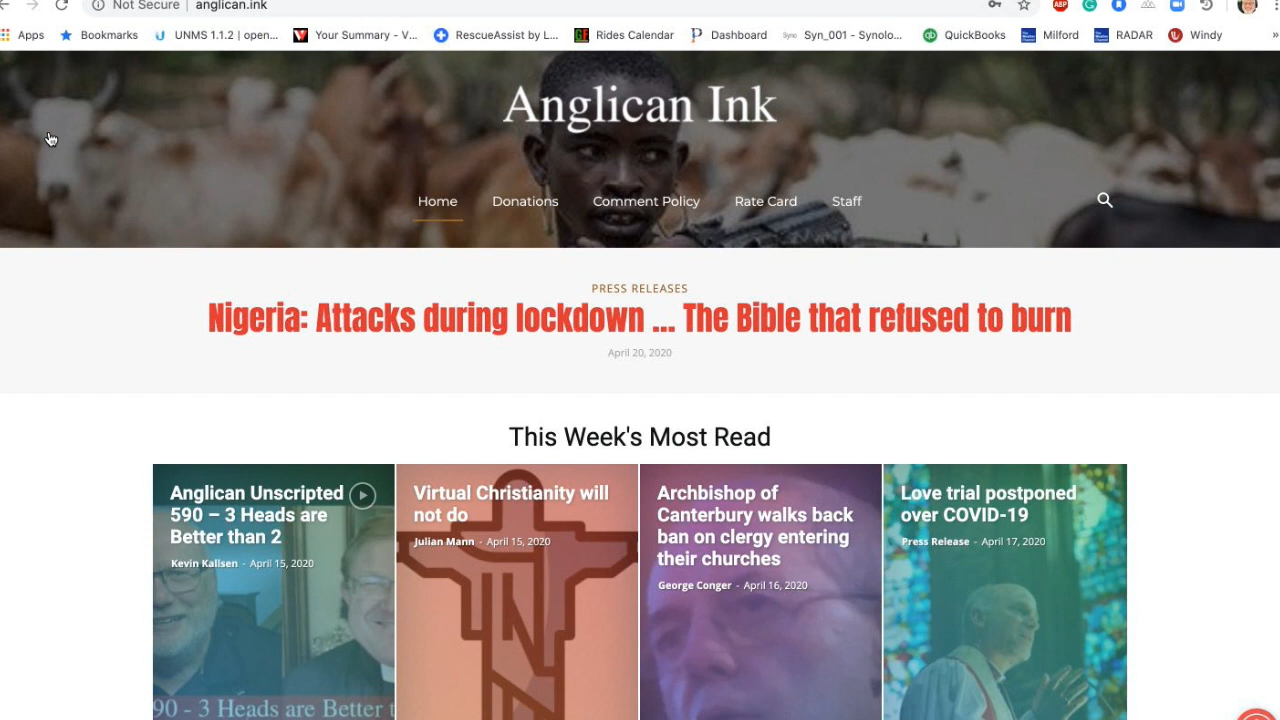 Not Secure | anglican.ink
ABP
Apps Bookmarks UNMS 1.1.2 | open... Your Summary - V... RescueAssist by L... GF Rides Calendar Dashboard Sync Syn_001 - Synolo... qb QuickBooks Milford RADAR Windy »
Anglican Ink
Home Donations Comment Policy Rate Card Staff
PRESS RELEASES
Nigeria: Attacks during lockdown ... The Bible that refused to burn
April 20, 2020
This Week's Most Read
Anglican Unscripted
590 – 3 Heads are
Better than 2
Kevin Kallsen - April 15, 2020
Virtual Christianity will
not do
Julian Mann - April 15, 2020
Archbishop of
Canterbury walks back
ban on clergy entering
their churches
George Conger - April 16, 2020
Love trial postponed
over COVID-19
Press Release - April 17, 2020
90 - 3 Heads are Better t